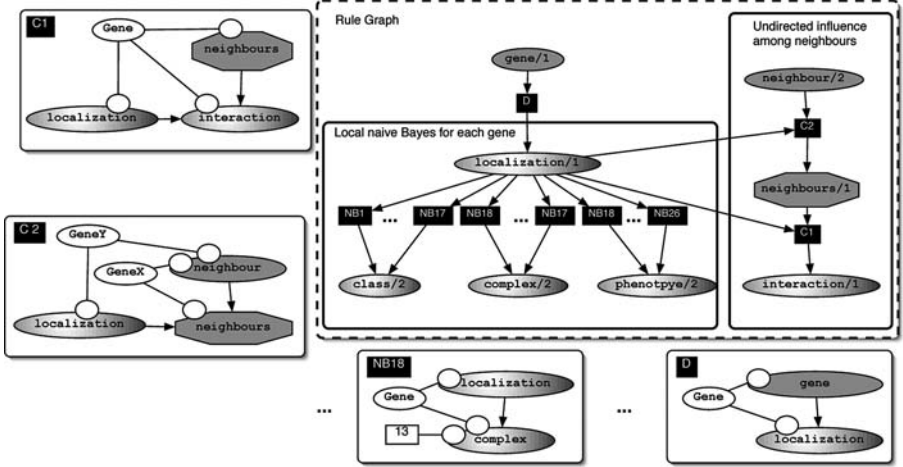 C1
Gene
neighbours
localization
interaction
C 2
GeneY
GeneX
neighbour
localization
neighbours
Rule Graph
gene/1
D
Local naive Bayes for each gene
localization/1
NB1 ... NB17 NB18 ... NB17 NB18 ... NB26
class/2
complex/2
phenotpye/2
Undirected influence
among neighbours
neighbour/2
C2
neighbours/1
C1
interaction/1
...
NB18
localization
Gene
13
complex
...
D
gene
Gene
localization